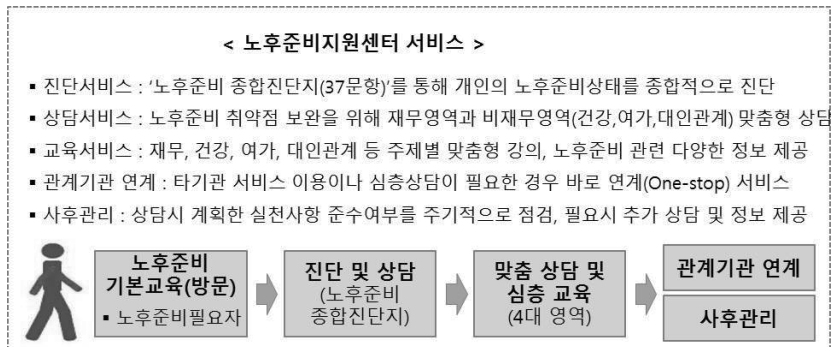 < 노후준비지원센터 서비스 >
▪ 진단서비스 : ‘노후준비 종합진단지(37문항)’를 통해 개인의 노후준비상태를 종합적으로 진단
▪ 상담서비스 : 노후준비 취약점 보완을 위해 재무영역과 비재무영역(건강,여가,대인관계) 맞춤형 상담
▪ 교육서비스 : 재무, 건강, 여가, 대인관계 등 주제별 맞춤형 강의, 노후준비 관련 다양한 정보 제공
▪ 관계기관 연계 : 타기관 서비스 이용이나 심층상담이 필요한 경우 바로 연계(One-stop) 서비스
▪ 사후관리 : 상담시 계획한 실천사항 준수여부를 주기적으로 점검, 필요시 추가 상담 및 정보 제공
노후준비
기본교육(방문)
▪ 노후준비필요자
진단 및 상담
(노후준비
종합진단지)
맞춤 상담 및
심층 교육
(4대 영역)
관계기관 연계
사후관리